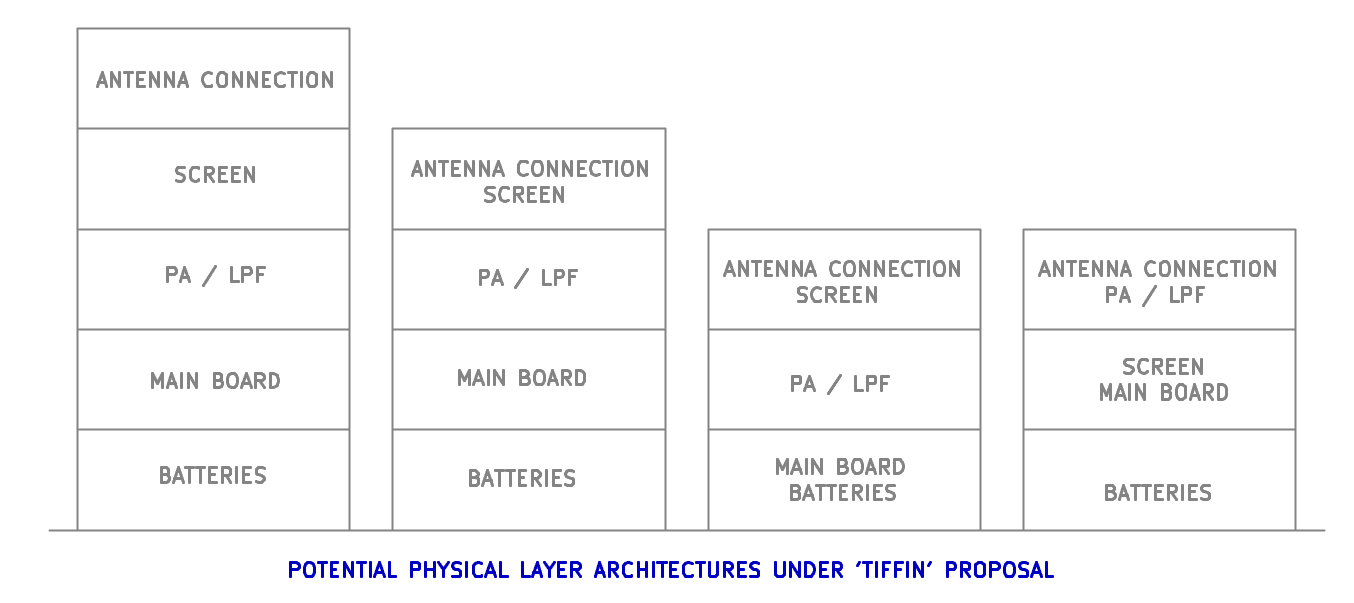 ANTENNA CONNECTION
SCREEN
PA / LPF
MAIN BOARD
BATTERIES
ANTENNA CONNECTION
SCREEN
PA / LPF
MAIN BOARD
BATTERIES
ANTENNA CONNECTION
SCREEN
PA / LPF
MAIN BOARD
BATTERIES
ANTENNA CONNECTION
PA / LPF
SCREEN
MAIN BOARD
BATTERIES
POTENTIAL PHYSICAL LAYER ARCHITECTURES UNDER 'TIFFIN' PROPOSAL